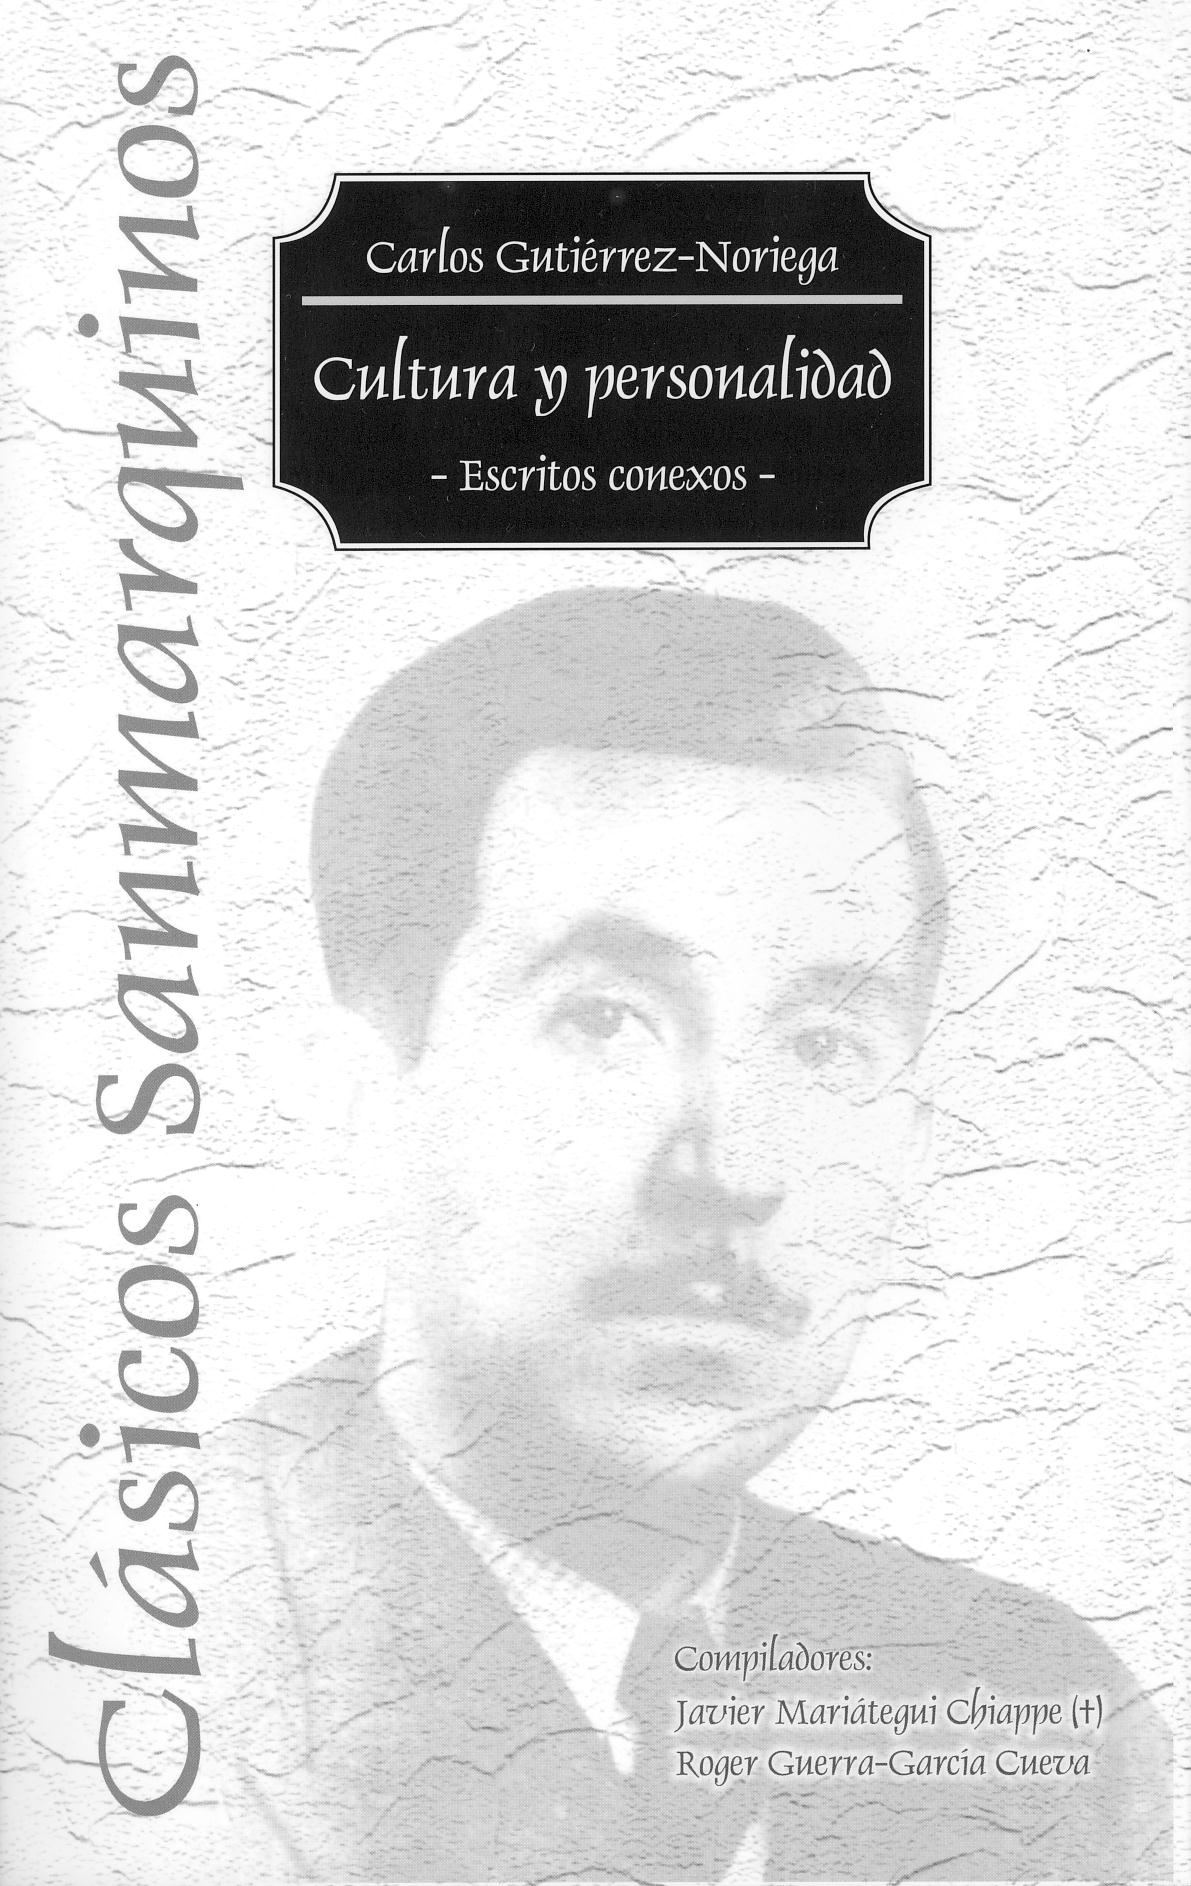 Clásicos Sanmarquinos
Carlos Gutiérrez-Noriega
Cultura y personalidad
- Escritos conexos -
Compiladores:
Javier Mariátegui Chiappe (†)
Roger Guerra-García Cueva